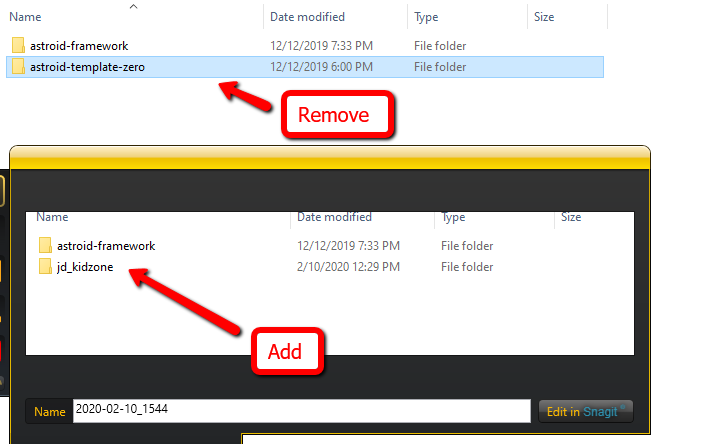 Name Date modified Type Size
astroid-framework 12/12/2019 7:33 PM File folder
astroid-template-zero 12/12/2019 6:00 PM File folder
Remove
Name Date modified Type Size
astroid-framework 12/12/2019 7:33 PM File folder
jd_kidzone 2/10/2020 12:29 PM File folder
Add
Name 2020-02-10_1544 Edit in Snagit